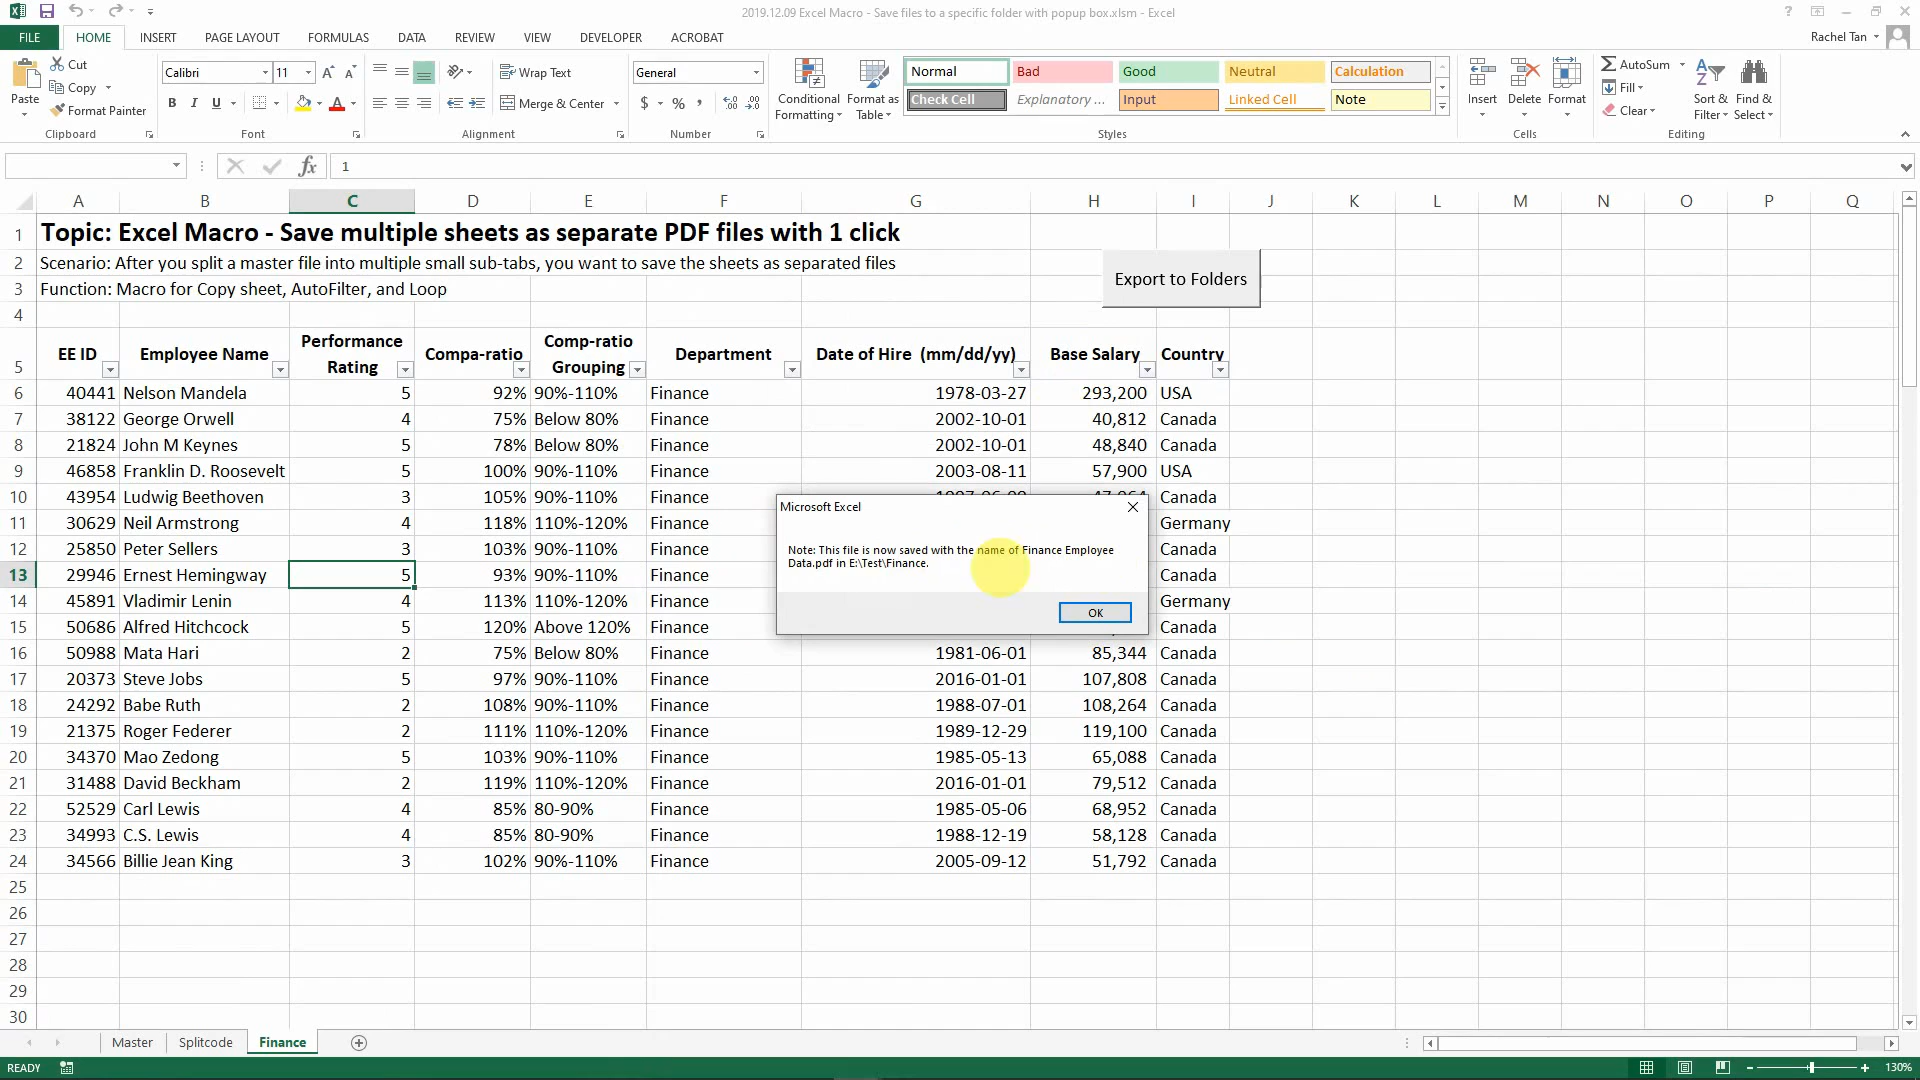 2019.12.09 Excel Macro - Save files to a specific folder with popup box.xlsm - Excel
FILE HOME INSERT PAGE LAYOUT FORMULAS DATA REVIEW VIEW DEVELOPER ACROBAT Rachel Tan
Paste Cut Copy Format Painter Clipboard
Calibri 11 B I U Font
Wrap Text Merge & Center Alignment
General $ % Number
Conditional Formatting Format as Table
Normal Bad Good Neutral Calculation
Check Cell Explanatory ... Input Linked Cell Note
Styles
Insert Delete Format Cells
AutoSum Fill Clear Sort & Filter Find & Select Editing
fx 1
A B C D E F G H I J K L M N O P Q
1 Topic: Excel Macro - Save multiple sheets as separate PDF files with 1 click
2 Scenario: After you split a master file into multiple small sub-tabs, you want to save the sheets as separated files
Export to Folders
3 Function: Macro for Copy sheet, AutoFilter, and Loop
4
5 EE ID Employee Name Performance Rating Compa-ratio Comp-ratio Grouping Department Date of Hire (mm/dd/yy) Base Salary Country
6 40441 Nelson Mandela 5 92% 90%-110% Finance 1978-03-27 293,200 USA
7 38122 George Orwell 4 75% Below 80% Finance 2002-10-01 40,812 Canada
8 21824 John M Keynes 5 78% Below 80% Finance 2002-10-01 48,840 Canada
9 46858 Franklin D. Roosevelt 5 100% 90%-110% Finance 2003-08-11 57,900 USA
10 43954 Ludwig Beethoven 3 105% 90%-110% Finance Canada
11 30629 Neil Armstrong 4 118% 110%-120% Finance Germany
12 25850 Peter Sellers 3 103% 90%-110% Finance Canada
13 29946 Ernest Hemingway 5 93% 90%-110% Finance Canada
14 45891 Vladimir Lenin 4 113% 110%-120% Finance Germany
15 50686 Alfred Hitchcock 5 120% Above 120% Finance Canada
16 50988 Mata Hari 2 75% Below 80% Finance 1981-06-01 85,344 Canada
17 20373 Steve Jobs 5 97% 90%-110% Finance 2016-01-01 107,808 Canada
18 24292 Babe Ruth 2 108% 90%-110% Finance 1988-07-01 108,264 Canada
19 21375 Roger Federer 2 111% 110%-120% Finance 1989-12-29 119,100 Canada
20 34370 Mao Zedong 5 103% 90%-110% Finance 1985-05-13 65,088 Canada
21 31488 David Beckham 2 119% 110%-120% Finance 2016-01-01 79,512 Canada
22 52529 Carl Lewis 4 85% 80-90% Finance 1985-05-06 68,952 Canada
23 34993 C.S. Lewis 4 85% 80-90% Finance 1988-12-19 58,128 Canada
24 34566 Billie Jean King 3 102% 90%-110% Finance 2005-09-12 51,792 Canada
25
26
27
28
29
30
Microsoft Excel
Note: This file is now saved with the name of Finance Employee
Data.pdf in E:\Test\Finance.
OK
Master Splitcode Finance
READY 130%